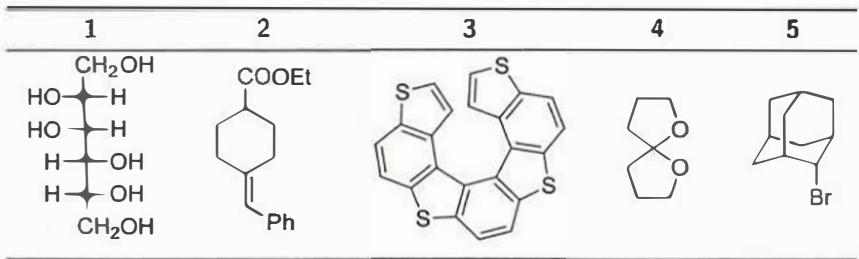 1 2 3 4 5
CH₂OH
HO H
HO H
H OH
H OH
CH₂OH
COOEt
Ph
S
S
S
S
O
O
Br